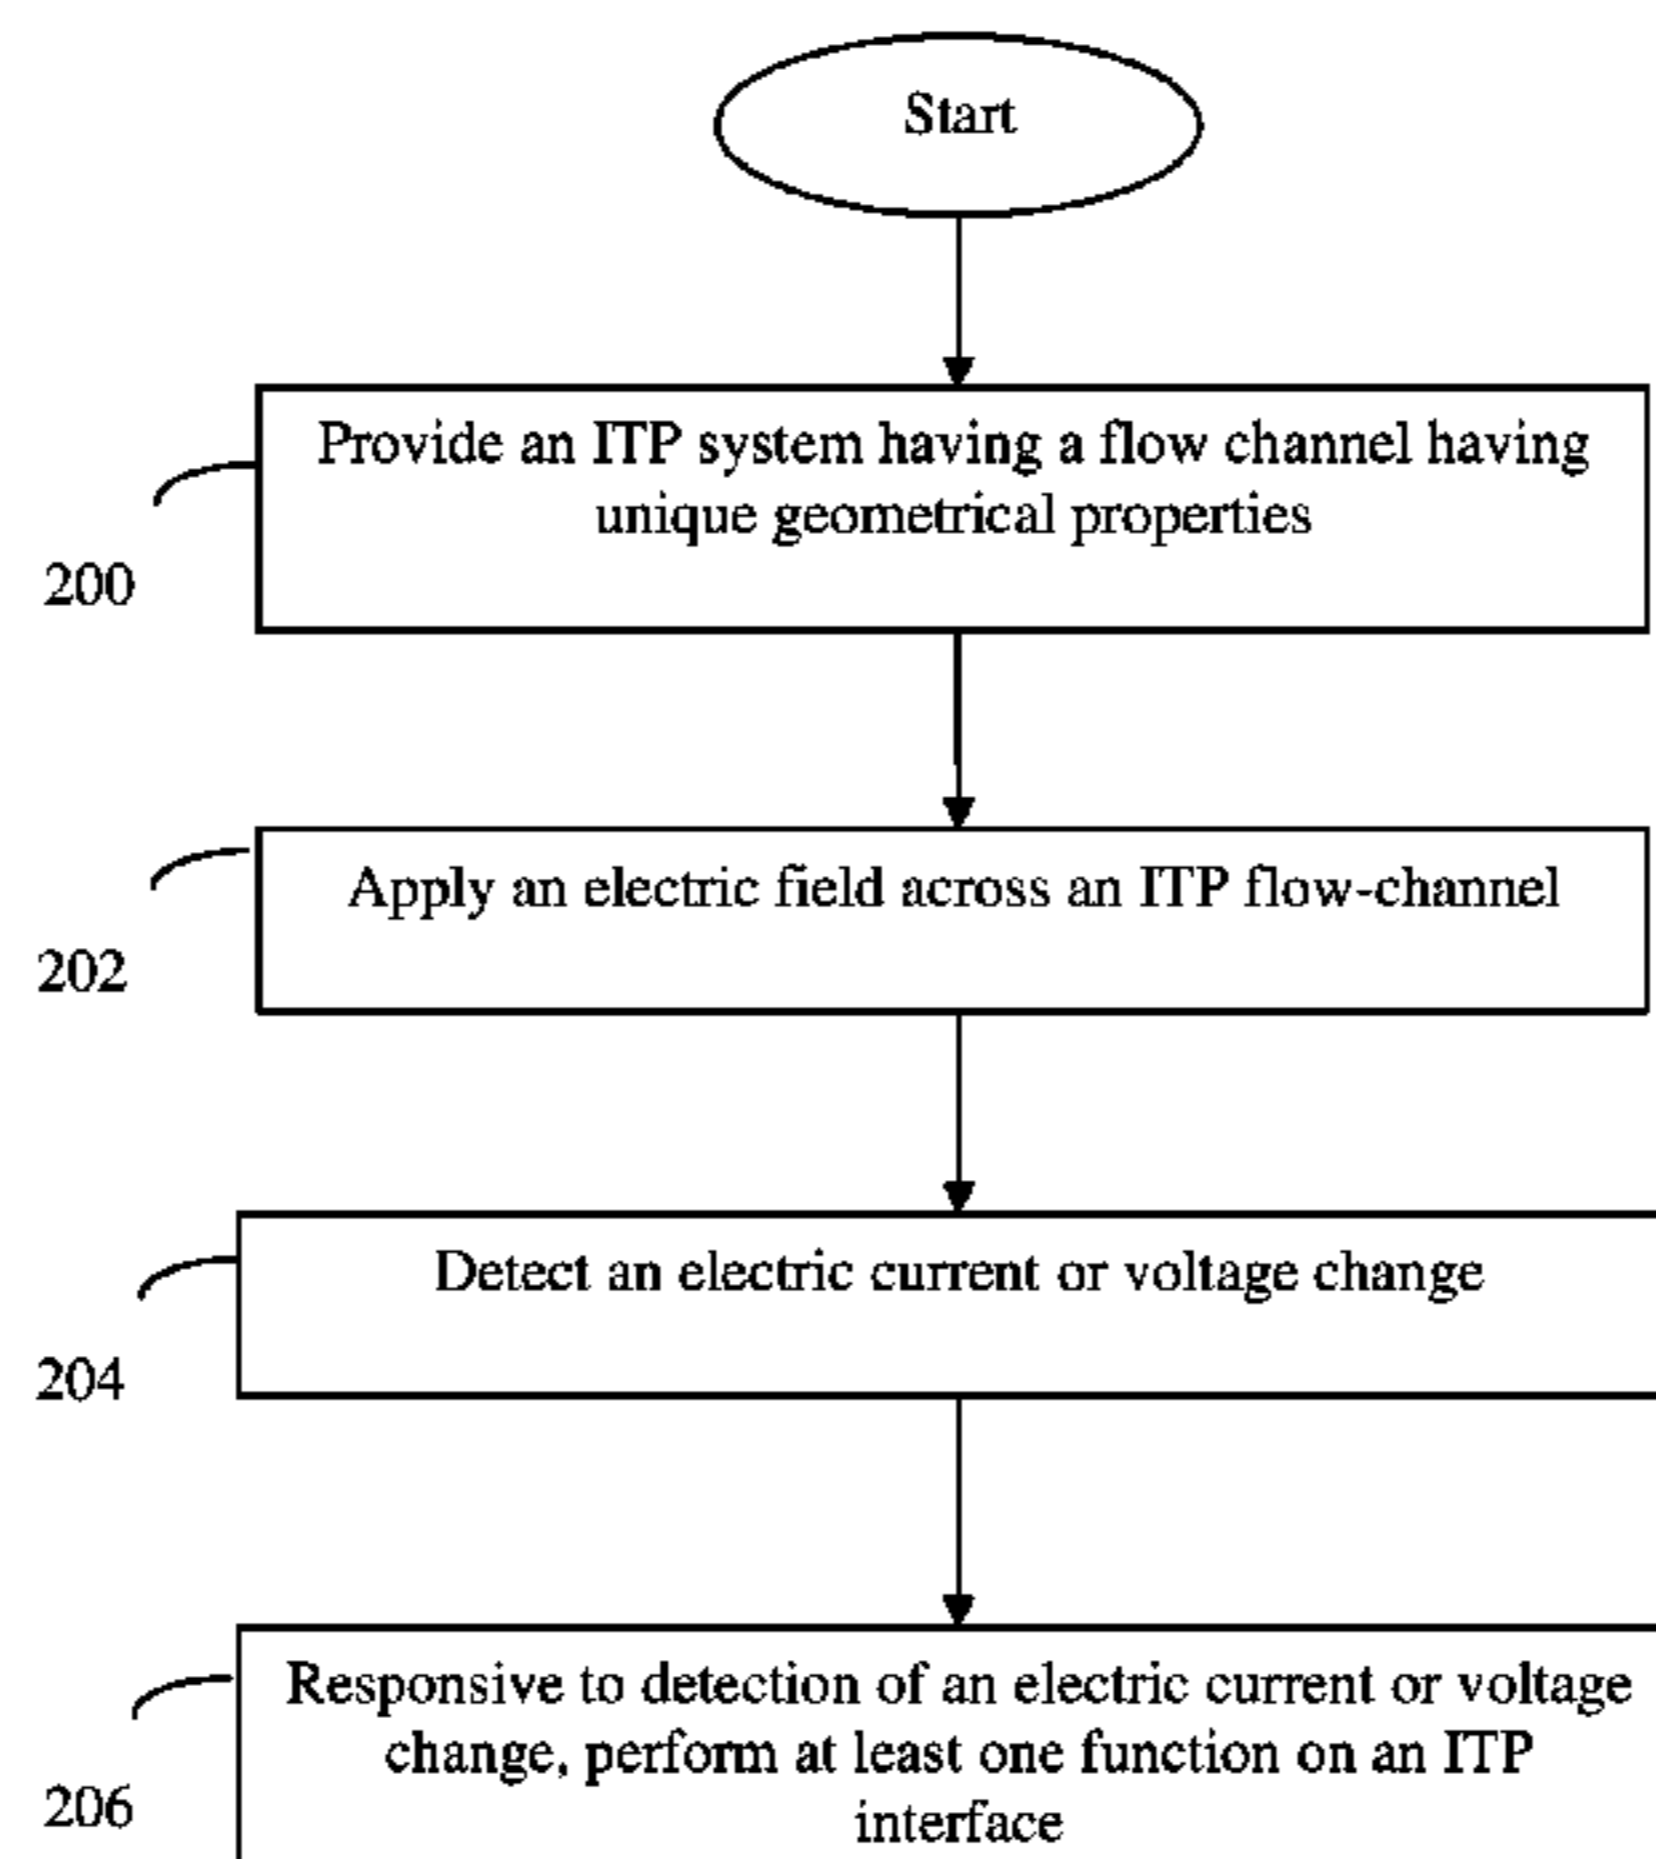 Start
Provide an ITP system having a flow channel having
unique geometrical properties
200
Apply an electric field across an ITP flow-channel
202
Detect an electric current or voltage change
204
Responsive to detection of an electric current or voltage
change, perform at least one function on an ITP
interface
206